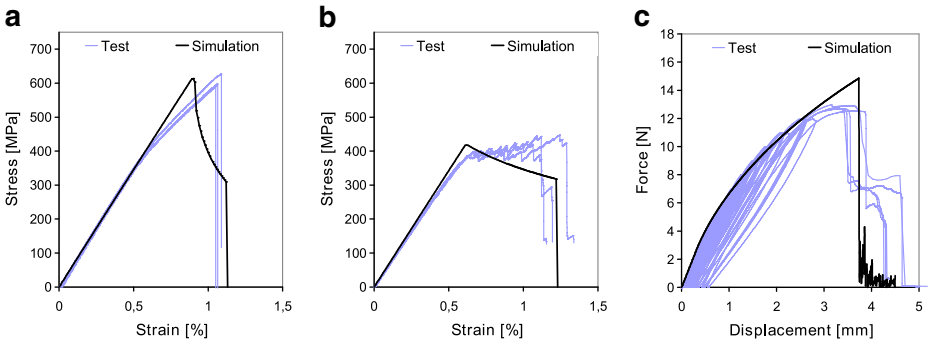 a
Test
Simulation
700
600
500
400
300
200
100
0
0
0,5
1
1,5
Stress [MPa]
Strain [%]
b
Test
Simulation
700
600
500
400
300
200
100
0
0
0,5
1
1,5
Stress [MPa]
Strain [%]
c
Test
Simulation
18
16
14
12
10
8
6
4
2
0
0
1
2
3
4
5
Force [N]
Displacement [mm]